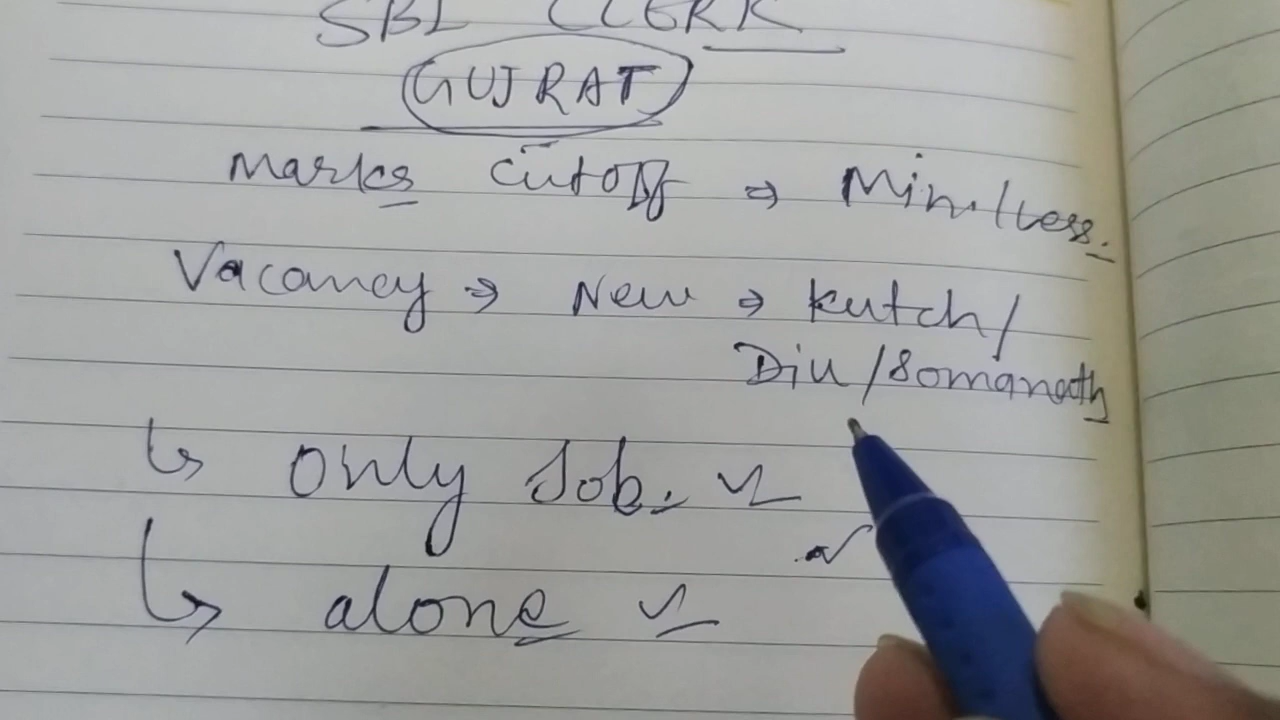 SBI CLERK
GUJRAT
Marks cutoff ⇒ Min./Less.
Vacancy ⇒ New ⇒ Kutch/
Diu/Somanath
↳ Only Job. ✓
↳ alone ✓